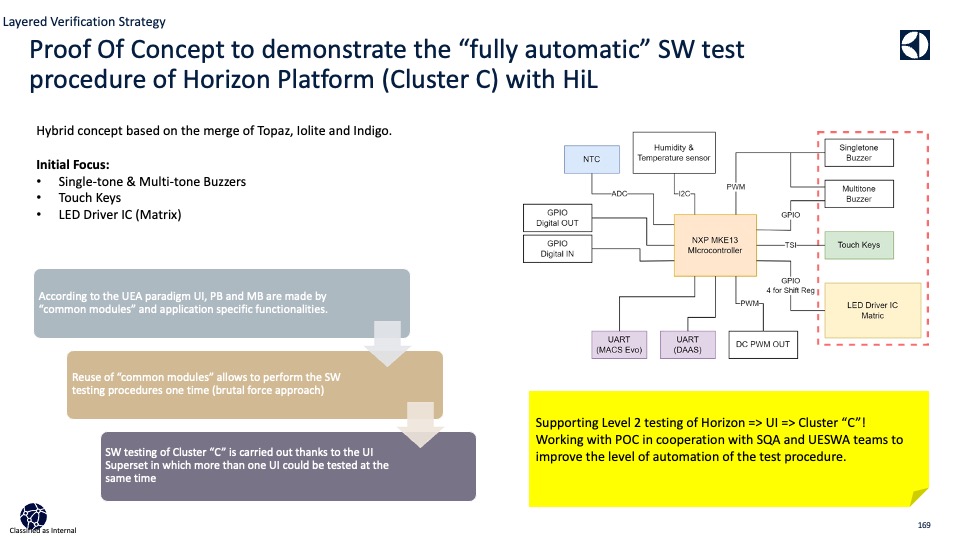 Layered Verification Strategy
Proof Of Concept to demonstrate the “fully automatic” SW test
procedure of Horizon Platform (Cluster C) with HiL
Hybrid concept based on the merge of Topaz, Iolite and Indigo.
Initial Focus:
• Single-tone & Multi-tone Buzzers
• Touch Keys
• LED Driver IC (Matrix)
According to the UEA paradigm UI, PB and MB are made by
“common modules” and application specific functionalities.
Reuse of “common modules” allows to perform the SW
testing procedures one time (brutal force approach)
SW testing of Cluster “C” is carried out thanks to the UI
Superset in which more than one UI could be tested at the
same time
NTC
Humidity &
Temperature sensor
Singletone
Buzzer
Multitone
Buzzer
ADC
I2C
PWM
GPIO
Digital OUT
GPIO
Digital IN
NXP MKE13
MIcrocontroller
GPIO
TSI
Touch Keys
GPIO
4 for Shift Reg
LED Driver IC
Matric
PWM
UART
(MACS Evo)
UART
(DAAS)
DC PWM OUT
Supporting Level 2 testing of Horizon => UI => Cluster “C”!
Working with POC in cooperation with SQA and UESWA teams to
improve the level of automation of the test procedure.
Classified as Internal
169